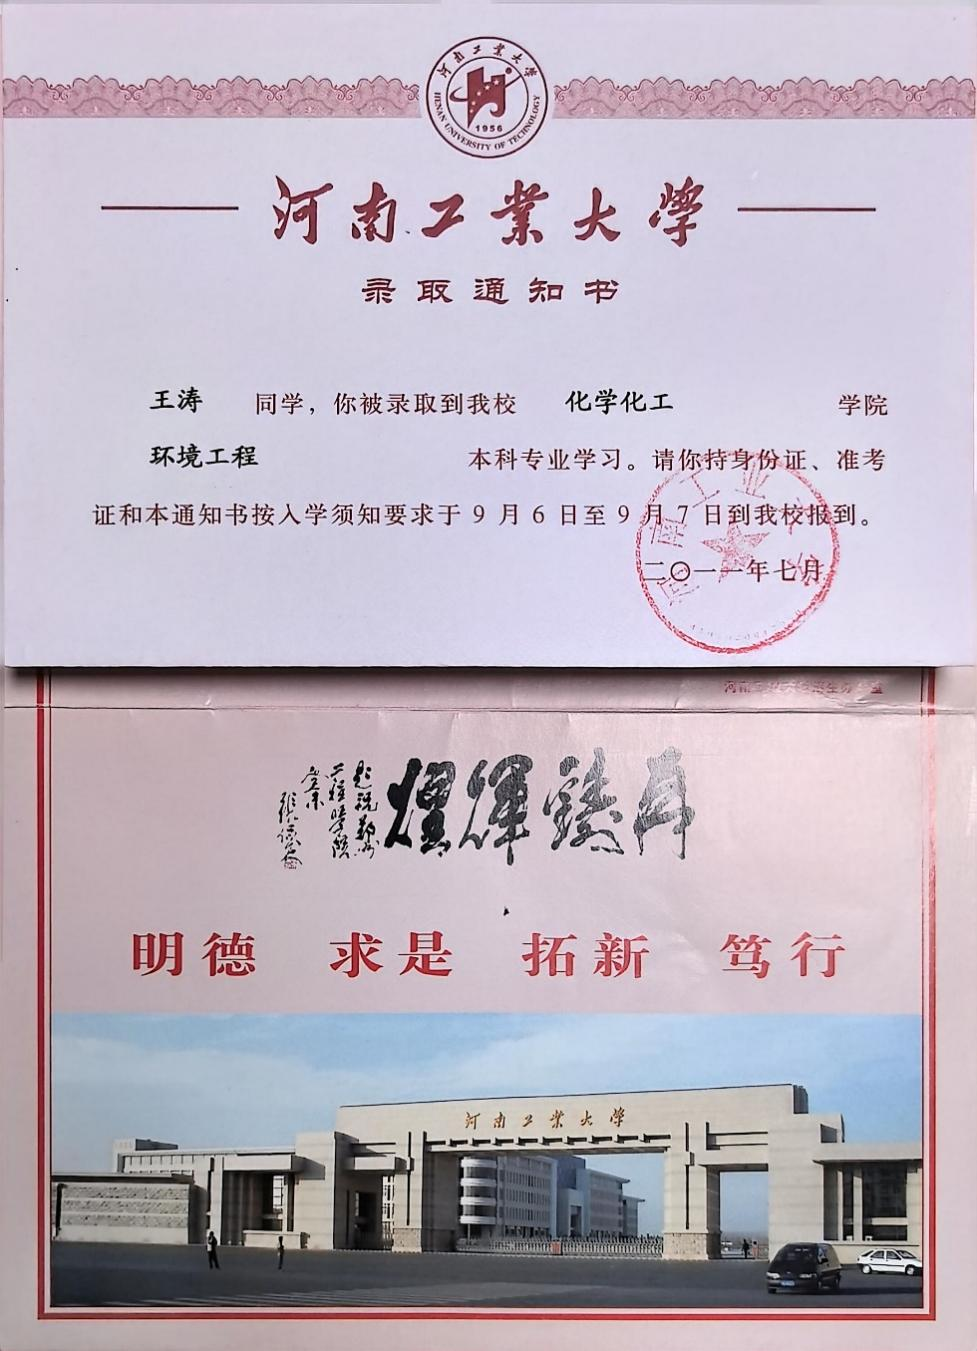 河南工业大学
HENAN UNIVERSITY OF TECHNOLOGY
1956
河南工業大學
录取通知书
王涛 同学，你被录取到我校 化学化工 学院
环境工程 本科专业学习。请你持身份证、准考
证和本通知书按入学须知要求于 9 月 6 日至 9 月 7 日到我校报到。
二〇一一年七月
再鑄輝煌
明德 求是 拓新 笃行
河南工業大學